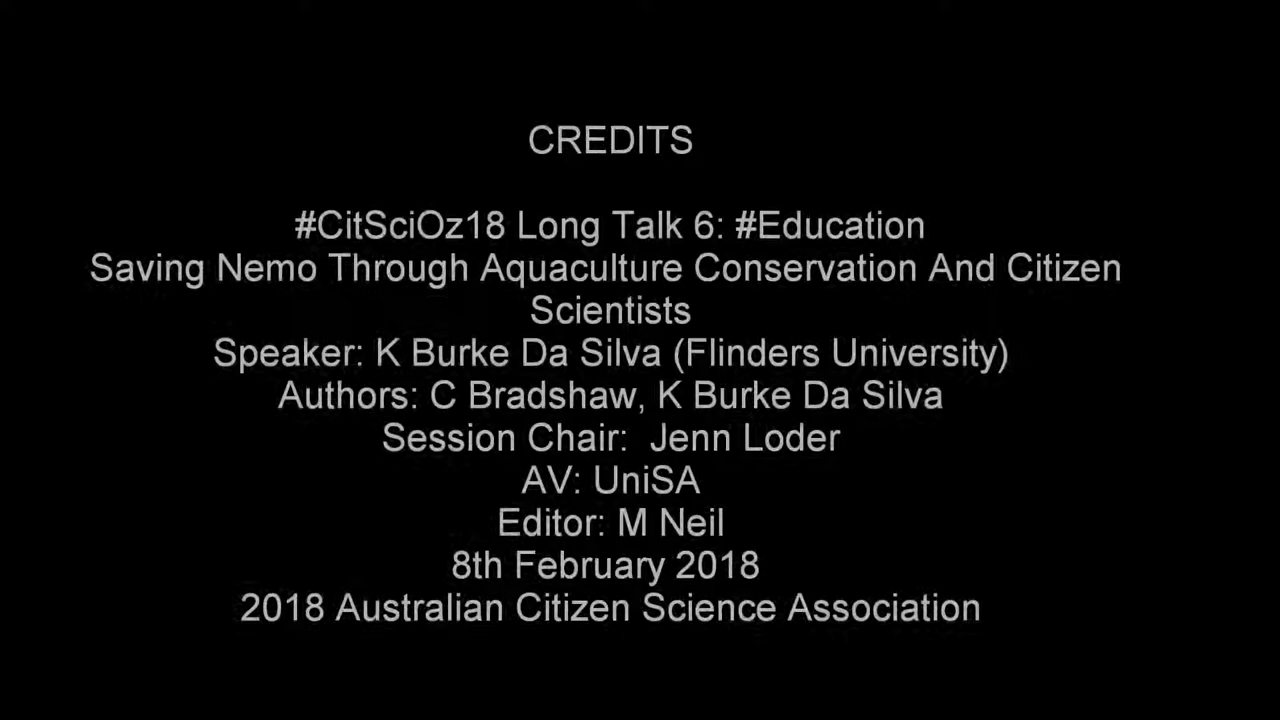 CREDITS
#CitSciOz18 Long Talk 6: #Education
Saving Nemo Through Aquaculture Conservation And Citizen
Scientists
Speaker: K Burke Da Silva (Flinders University)
Authors: C Bradshaw, K Burke Da Silva
Session Chair:  Jenn Loder
AV: UniSA
Editor: M Neil
8th February 2018
2018 Australian Citizen Science Association